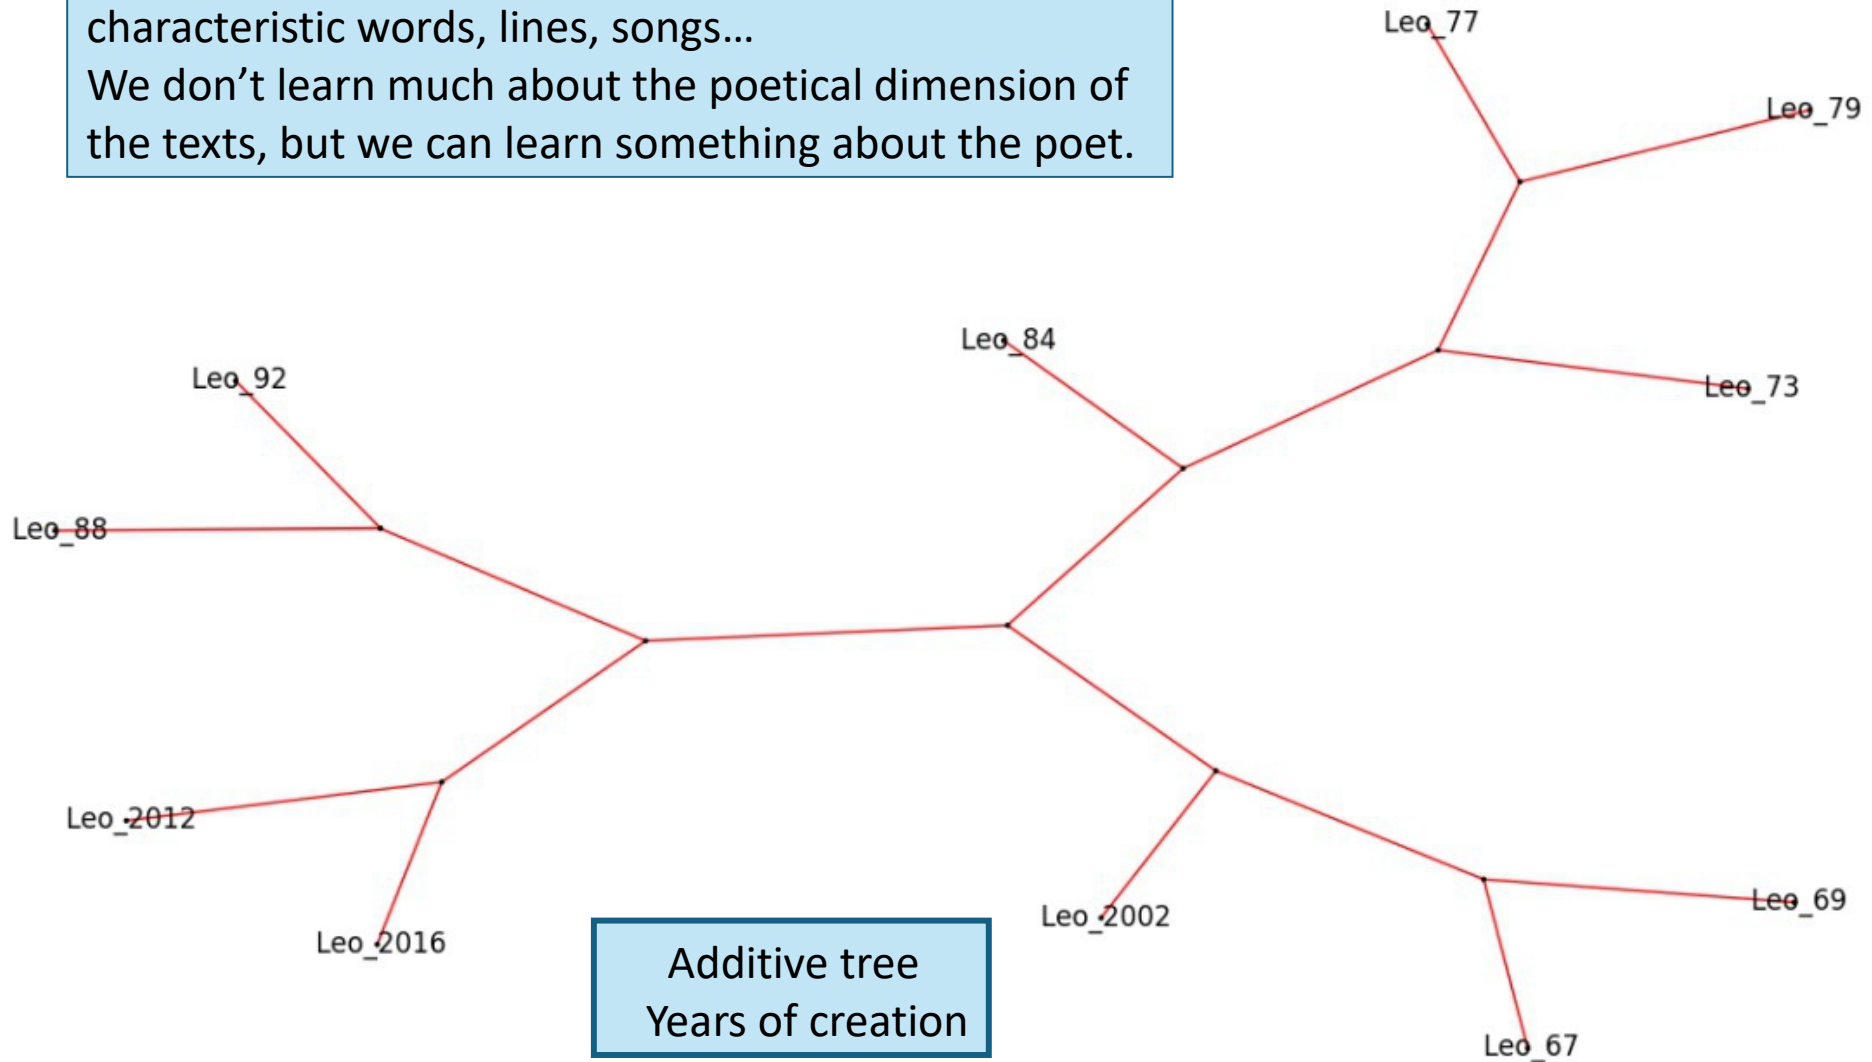 characteristic words, lines, songs…
We don’t learn much about the poetical dimension of
the texts, but we can learn something about the poet.
Leo_77
Leo_79
Leo_84
Leo_73
Leo_92
Leo_88
Leo_2012
Leo_2016
Leo_2002
Leo_69
Leo_67
Additive tree
Years of creation